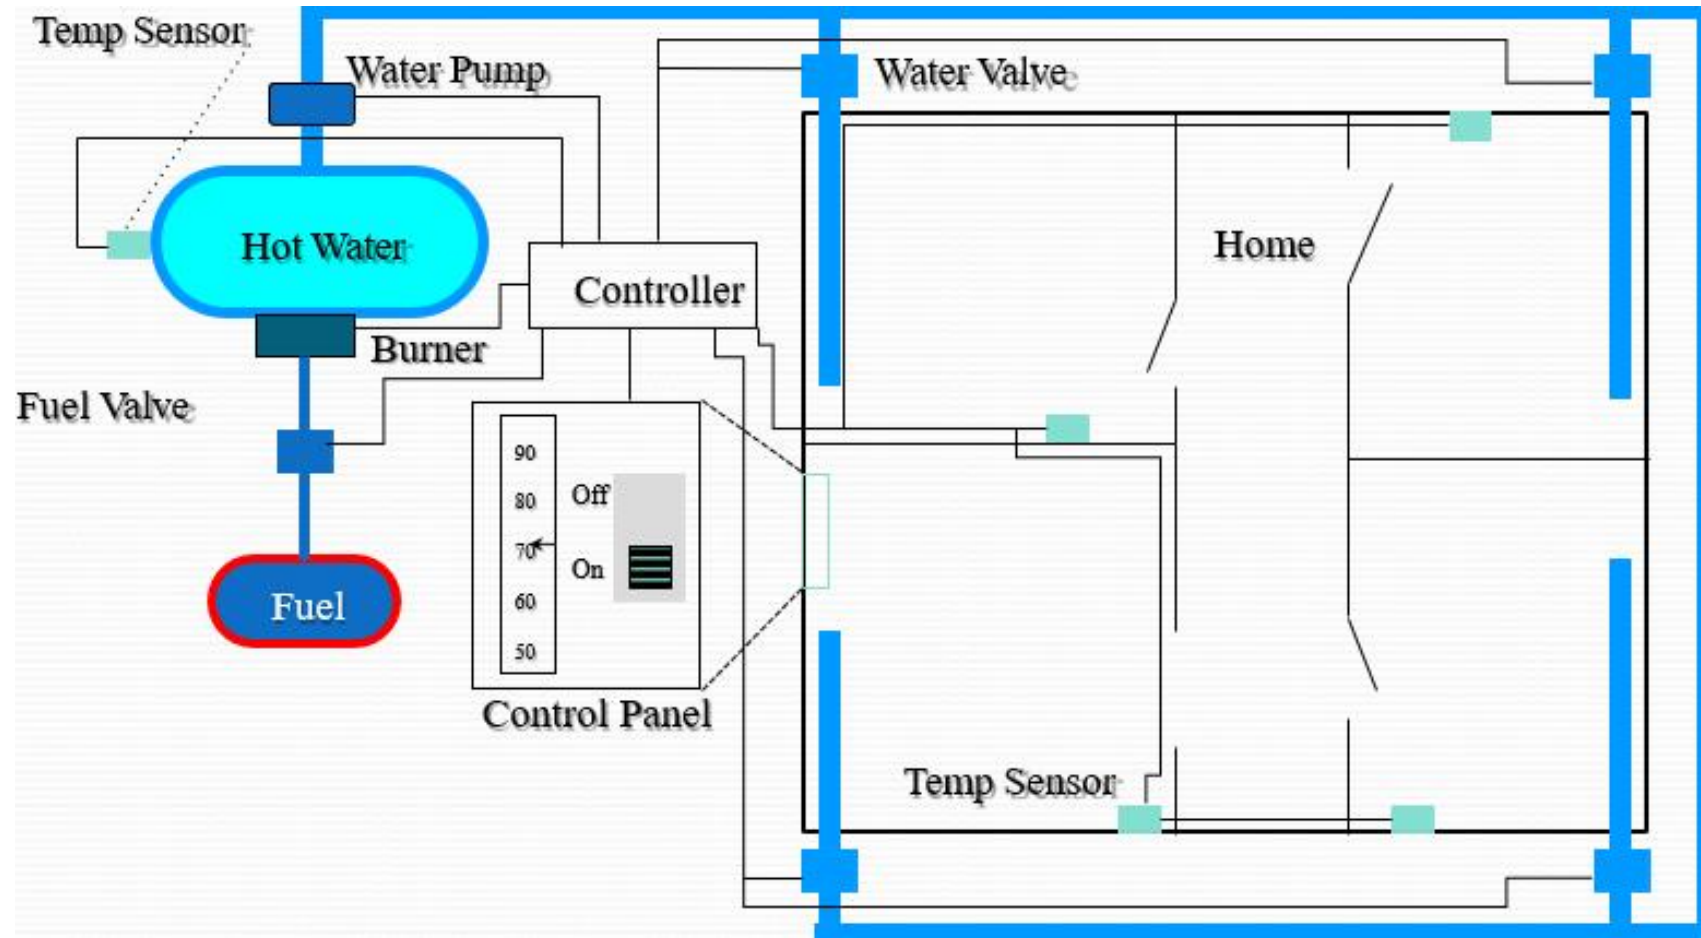 Temp Sensor
Water Pump
Water Valve
Hot Water
Home
Controller
Burner
Fuel Valve
90
80
70
60
50
Off
On
Fuel
Control Panel
Temp Sensor